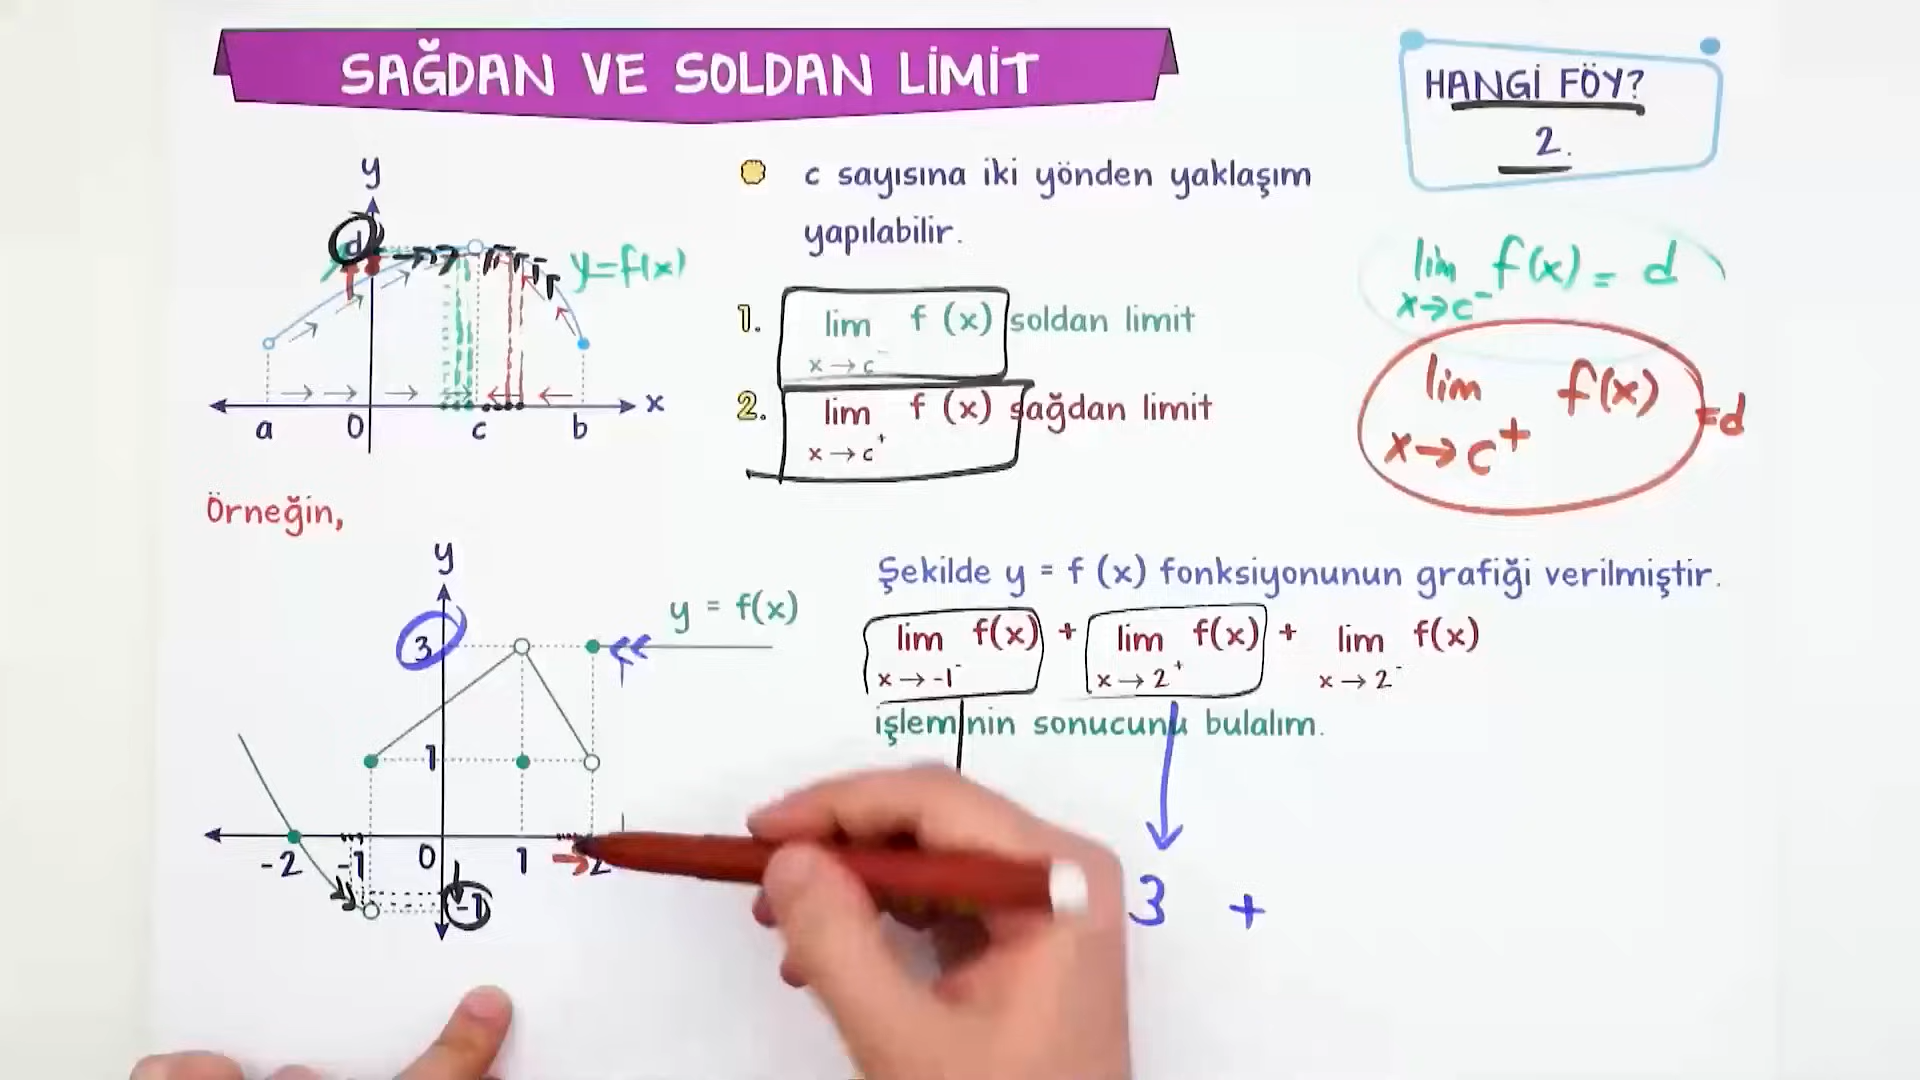 SAĞDAN VE SOLDAN LİMİT
HANGİ FÖY?
2.
y
d
y=f(x)
a 0 c b x
c sayısına iki yönden yaklaşım
yapılabilir.
1. lim f (x) soldan limit
x → c⁻
2. lim f (x) sağdan limit
x → c⁺
lim f(x) = d
x→c⁻
lim f(x) = d
x→c⁺
Örneğin,
y
3
y = f(x)
1
-2 -1 0 1 2
-1
Şekilde y = f (x) fonksiyonunun grafiği verilmiştir.
lim f(x) + lim f(x) + lim f(x)
x → -1⁻ x → 2⁺ x → 2⁻
işleminin sonucunu bulalım.
3 +